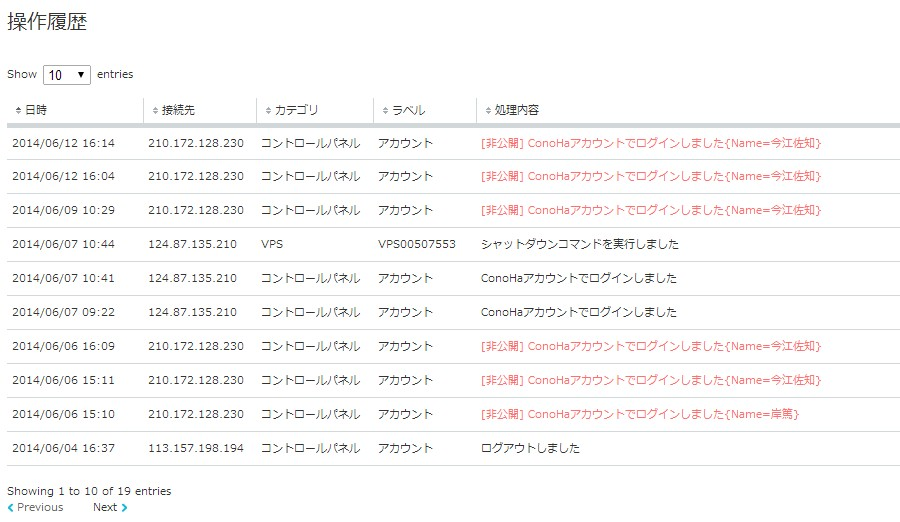 操作履歴
Show 10 entries
日時 接続先 カテゴリ ラベル 処理内容
2014/06/12 16:14 210.172.128.230 コントロールパネル アカウント [非公開] ConoHaアカウントでログインしました{Name=今江佐知}
2014/06/12 16:04 210.172.128.230 コントロールパネル アカウント [非公開] ConoHaアカウントでログインしました{Name=今江佐知}
2014/06/09 10:29 210.172.128.230 コントロールパネル アカウント [非公開] ConoHaアカウントでログインしました{Name=今江佐知}
2014/06/07 10:44 124.87.135.210 VPS VPS00507553 シャットダウンコマンドを実行しました
2014/06/07 10:41 124.87.135.210 コントロールパネル アカウント ConoHaアカウントでログインしました
2014/06/07 09:22 124.87.135.210 コントロールパネル アカウント ConoHaアカウントでログインしました
2014/06/06 16:09 210.172.128.230 コントロールパネル アカウント [非公開] ConoHaアカウントでログインしました{Name=今江佐知}
2014/06/06 15:11 210.172.128.230 コントロールパネル アカウント [非公開] ConoHaアカウントでログインしました{Name=今江佐知}
2014/06/06 15:10 210.172.128.230 コントロールパネル アカウント [非公開] ConoHaアカウントでログインしました{Name=岸篤}
2014/06/04 16:37 113.157.198.194 コントロールパネル アカウント ログアウトしました
Showing 1 to 10 of 19 entries
Previous Next